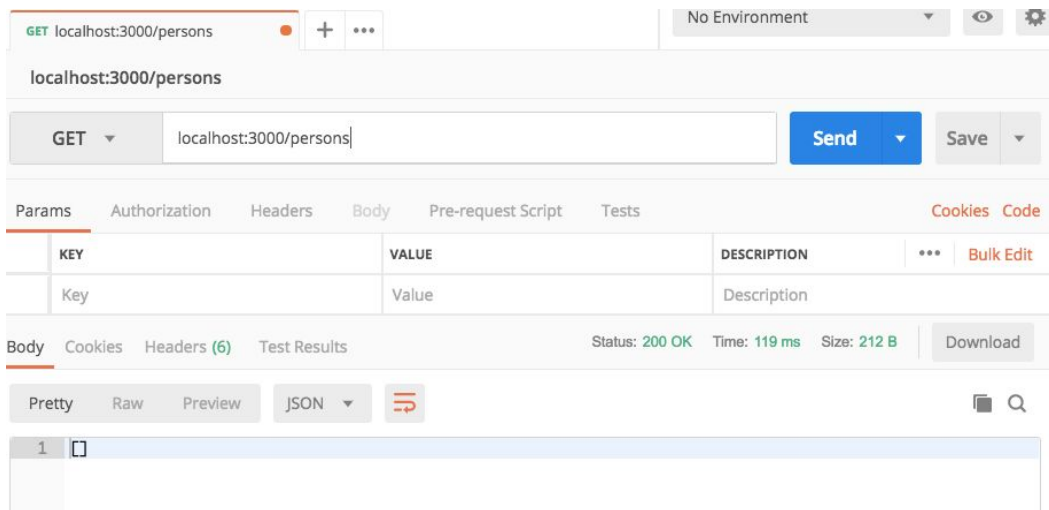 GET localhost:3000/persons + ••• No Environment
localhost:3000/persons
GET localhost:3000/persons Send Save
Params Authorization Headers Body Pre-request Script Tests Cookies Code
KEY VALUE DESCRIPTION ••• Bulk Edit
Key Value Description
Body Cookies Headers (6) Test Results Status: 200 OK Time: 119 ms Size: 212 B Download
Pretty Raw Preview JSON
1 []